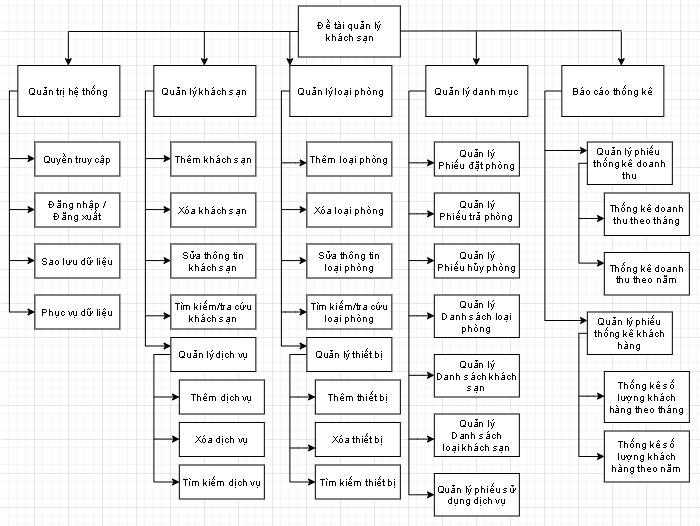 Đề tài quản lý
khách sạn
Quản trị hệ thống
Quyền truy cập
Đăng nhập /
Đăng xuất
Sao lưu dữ liệu
Phục vụ dữ liệu
Quản lý khách sạn
Thêm khách sạn
Xóa khách sạn
Sửa thông tin
khách sạn
Tìm kiếm/tra cứu
khách sạn
Quản lý dịch vụ
Thêm dịch vụ
Xóa dịch vụ
Tìm kiếm dịch vụ
Quản lý loại phòng
Thêm loại phòng
Xóa loại phòng
Sửa thông tin
loại phòng
Tìm kiếm/tra cứu
loại phòng
Quản lý thiết bị
Thêm thiết bị
Xóa thiết bị
Tìm kiếm thiết bị
Quản lý danh mục
Quản lý
Phiếu đặt phòng
Quản lý
Phiếu trả phòng
Quản lý
Phiếu hủy phòng
Quản lý
Danh sách loại
phòng
Quản lý
Danh sách khách
sạn
Quản lý
Danh sách
loại khách sạn
Quản lý phiếu sử
dụng dịch vụ
Báo cáo thống kê
Quản lý phiếu
thống kê doanh
thu
Thống kê doanh
thu theo tháng
Thống kê doanh
thu theo năm
Quản lý phiếu
thống kê khách
hàng
Thống kê số
lượng khách
hàng theo tháng
Thống kê số
lượng khách
hàng theo năm